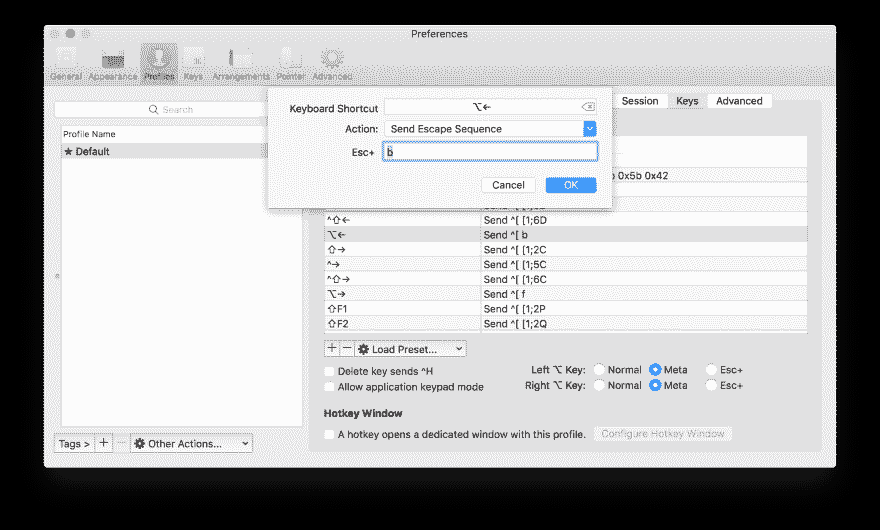 Preferences
General Appearance Profiles Keys Arrangements Pointer Advanced
Search
Profile Name
★ Default
Session Keys Advanced
Keyboard Shortcut ⌥←
Action: Send Escape Sequence
Esc+ b
Cancel OK
0x5b 0x42
^⇧← Send ^[ [1;6D
⌥← Send ^[ b
⇧→ Send ^[ [1;2C
^→ Send ^[ [1;5C
^⇧→ Send ^[ [1;6C
⌥→ Send ^[ f
⇧F1 Send ^[ [1;2P
⇧F2 Send ^[ [1;2Q
+ − Load Preset...
Delete key sends ^H
Allow application keypad mode
Left ⌥ Key: Normal Meta Esc+
Right ⌥ Key: Normal Meta Esc+
Hotkey Window
A hotkey opens a dedicated window with this profile. Configure Hotkey Window
Tags > + − Other Actions...